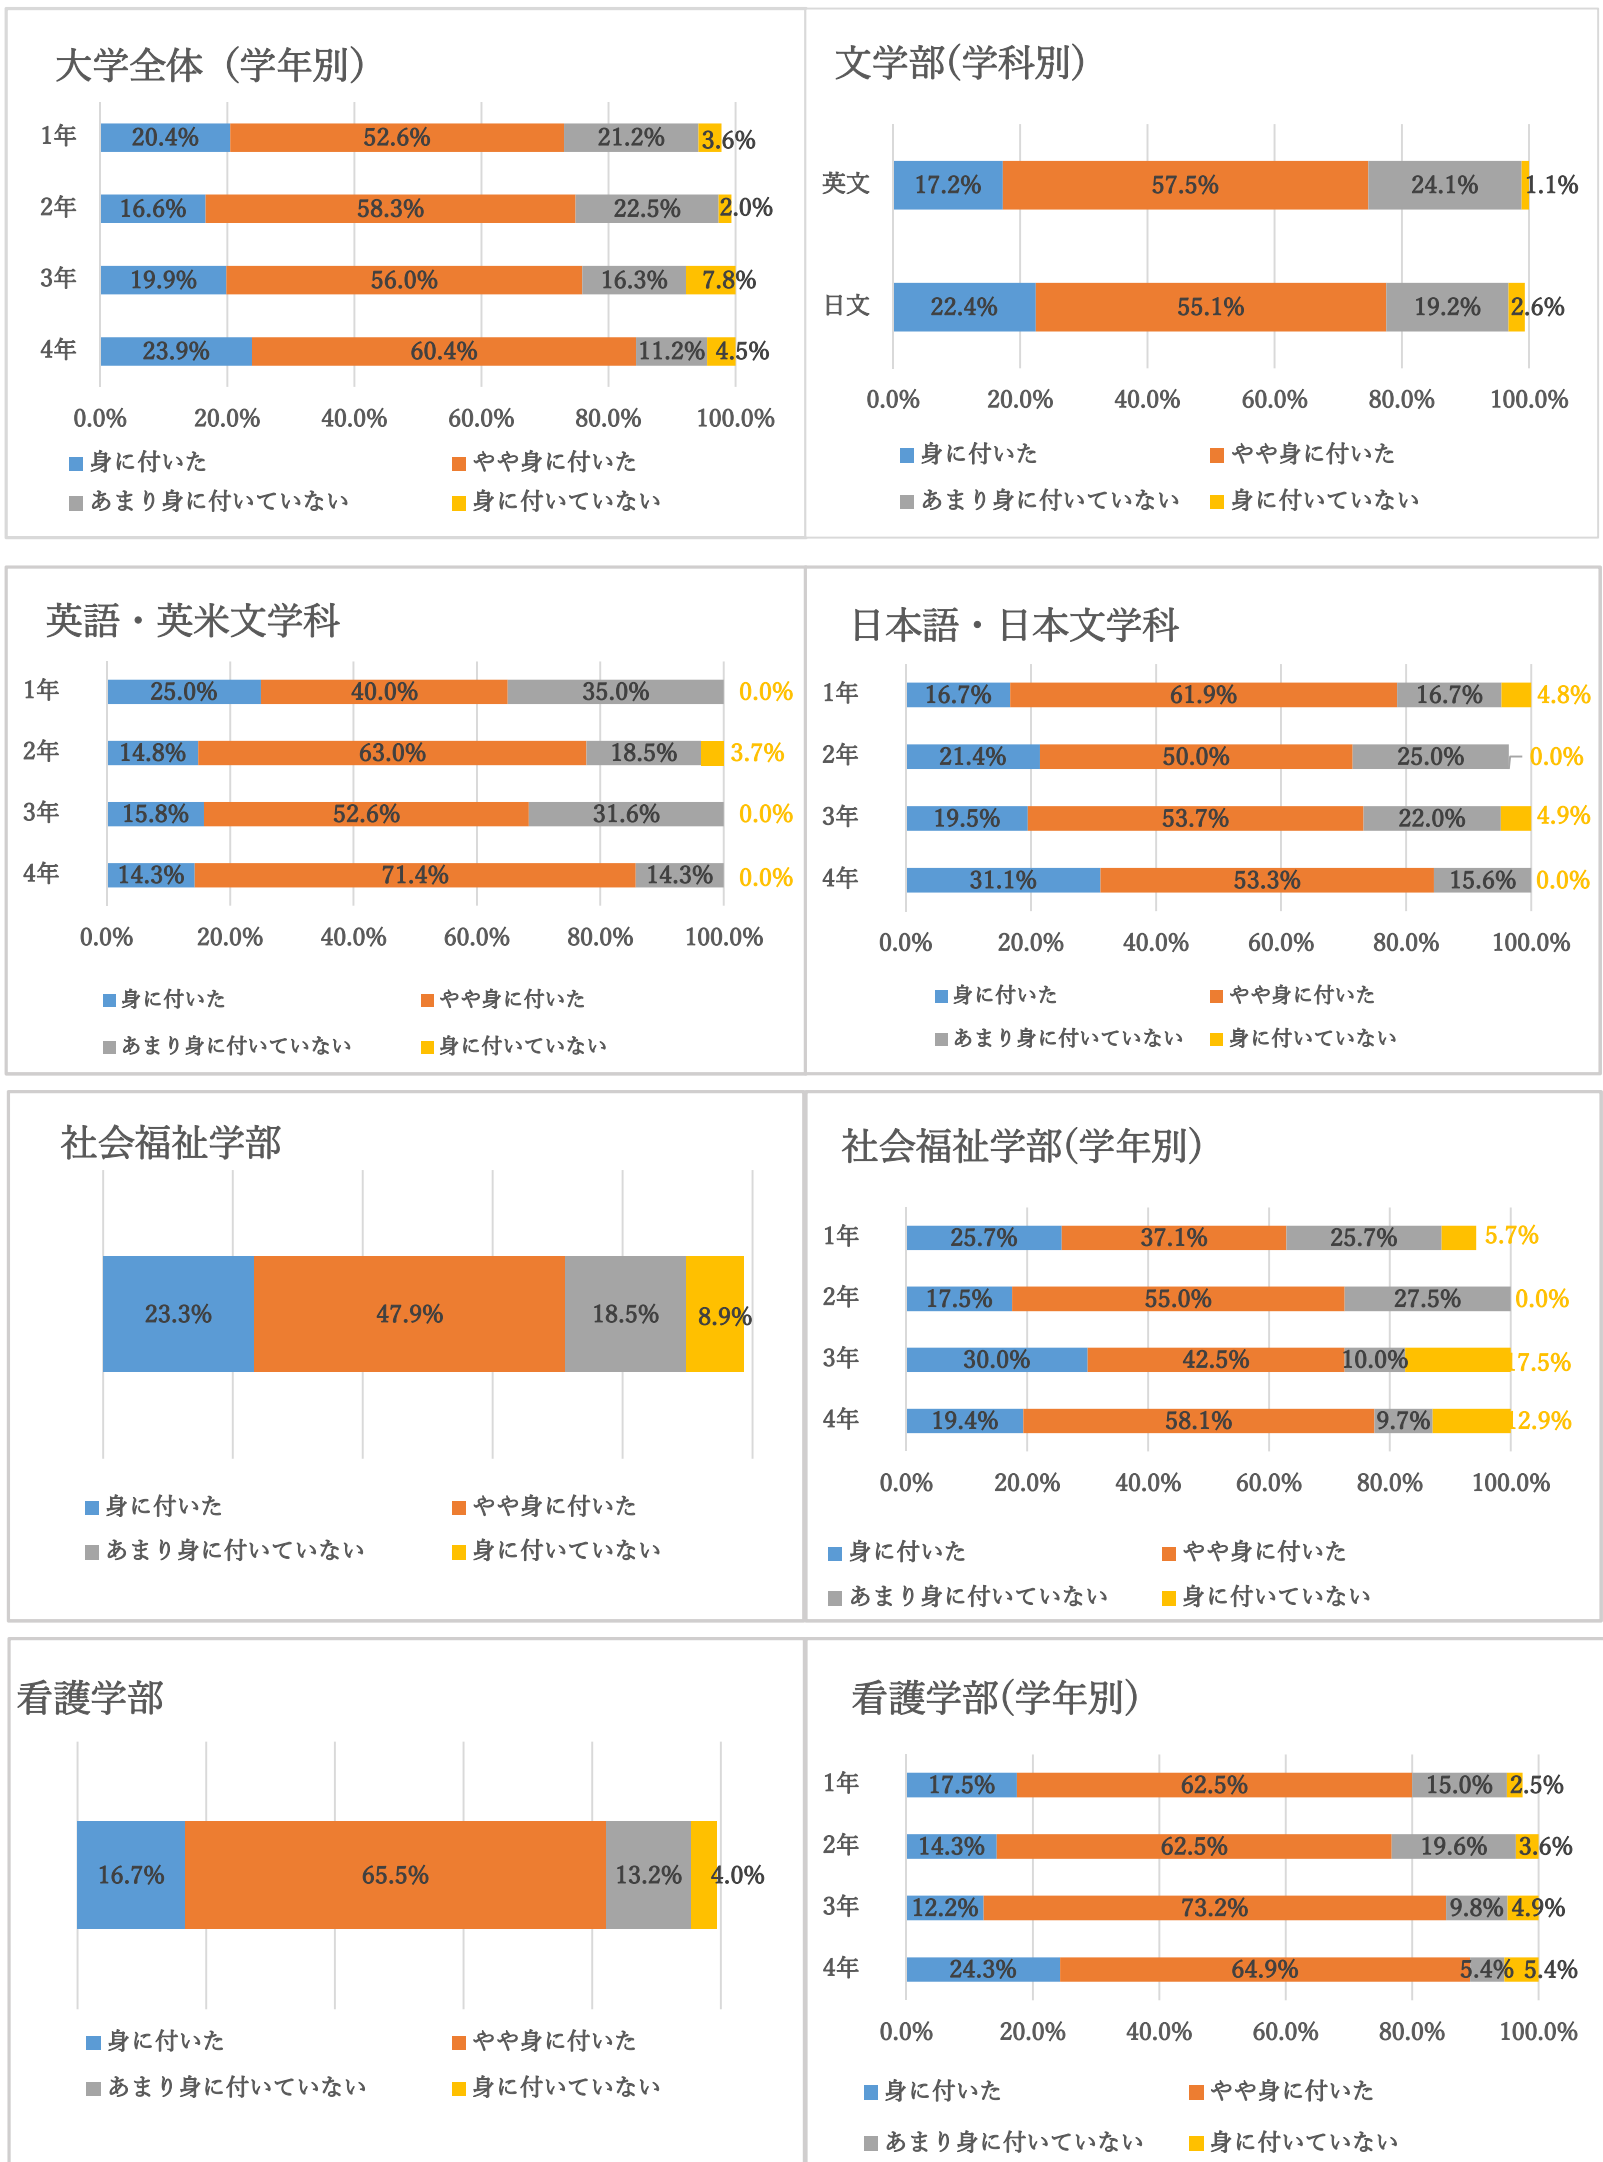 大学全体（学年別）
1年 20.4% 52.6% 21.2% 3.6%
2年 16.6% 58.3% 22.5% 2.0%
3年 19.9% 56.0% 16.3% 7.8%
4年 23.9% 60.4% 11.2% 4.5%
0.0% 20.0% 40.0% 60.0% 80.0% 100.0%
身に付いた やや身に付いた
あまり身に付いていない 身に付いていない
文学部(学科別)
英文 17.2% 57.5% 24.1% 1.1%
日文 22.4% 55.1% 19.2% 2.6%
0.0% 20.0% 40.0% 60.0% 80.0% 100.0%
身に付いた やや身に付いた
あまり身に付いていない 身に付いていない
英語・英米文学科
1年 25.0% 40.0% 35.0% 0.0%
2年 14.8% 63.0% 18.5% 3.7%
3年 15.8% 52.6% 31.6% 0.0%
4年 14.3% 71.4% 14.3% 0.0%
0.0% 20.0% 40.0% 60.0% 80.0% 100.0%
身に付いた やや身に付いた
あまり身に付いていない 身に付いていない
日本語・日本文学科
1年 16.7% 61.9% 16.7% 4.8%
2年 21.4% 50.0% 25.0% 0.0%
3年 19.5% 53.7% 22.0% 4.9%
4年 31.1% 53.3% 15.6% 0.0%
0.0% 20.0% 40.0% 60.0% 80.0% 100.0%
身に付いた やや身に付いた
あまり身に付いていない 身に付いていない
社会福祉学部
23.3% 47.9% 18.5% 8.9%
身に付いた やや身に付いた
あまり身に付いていない 身に付いていない
社会福祉学部(学年別)
1年 25.7% 37.1% 25.7% 5.7%
2年 17.5% 55.0% 27.5% 0.0%
3年 30.0% 42.5% 10.0% 17.5%
4年 19.4% 58.1% 9.7% 12.9%
0.0% 20.0% 40.0% 60.0% 80.0% 100.0%
身に付いた やや身に付いた
あまり身に付いていない 身に付いていない
看護学部
16.7% 65.5% 13.2% 4.0%
身に付いた やや身に付いた
あまり身に付いていない 身に付いていない
看護学部(学年別)
1年 17.5% 62.5% 15.0% 2.5%
2年 14.3% 62.5% 19.6% 3.6%
3年 12.2% 73.2% 9.8% 4.9%
4年 24.3% 64.9% 5.4% 5.4%
0.0% 20.0% 40.0% 60.0% 80.0% 100.0%
身に付いた やや身に付いた
あまり身に付いていない 身に付いていない